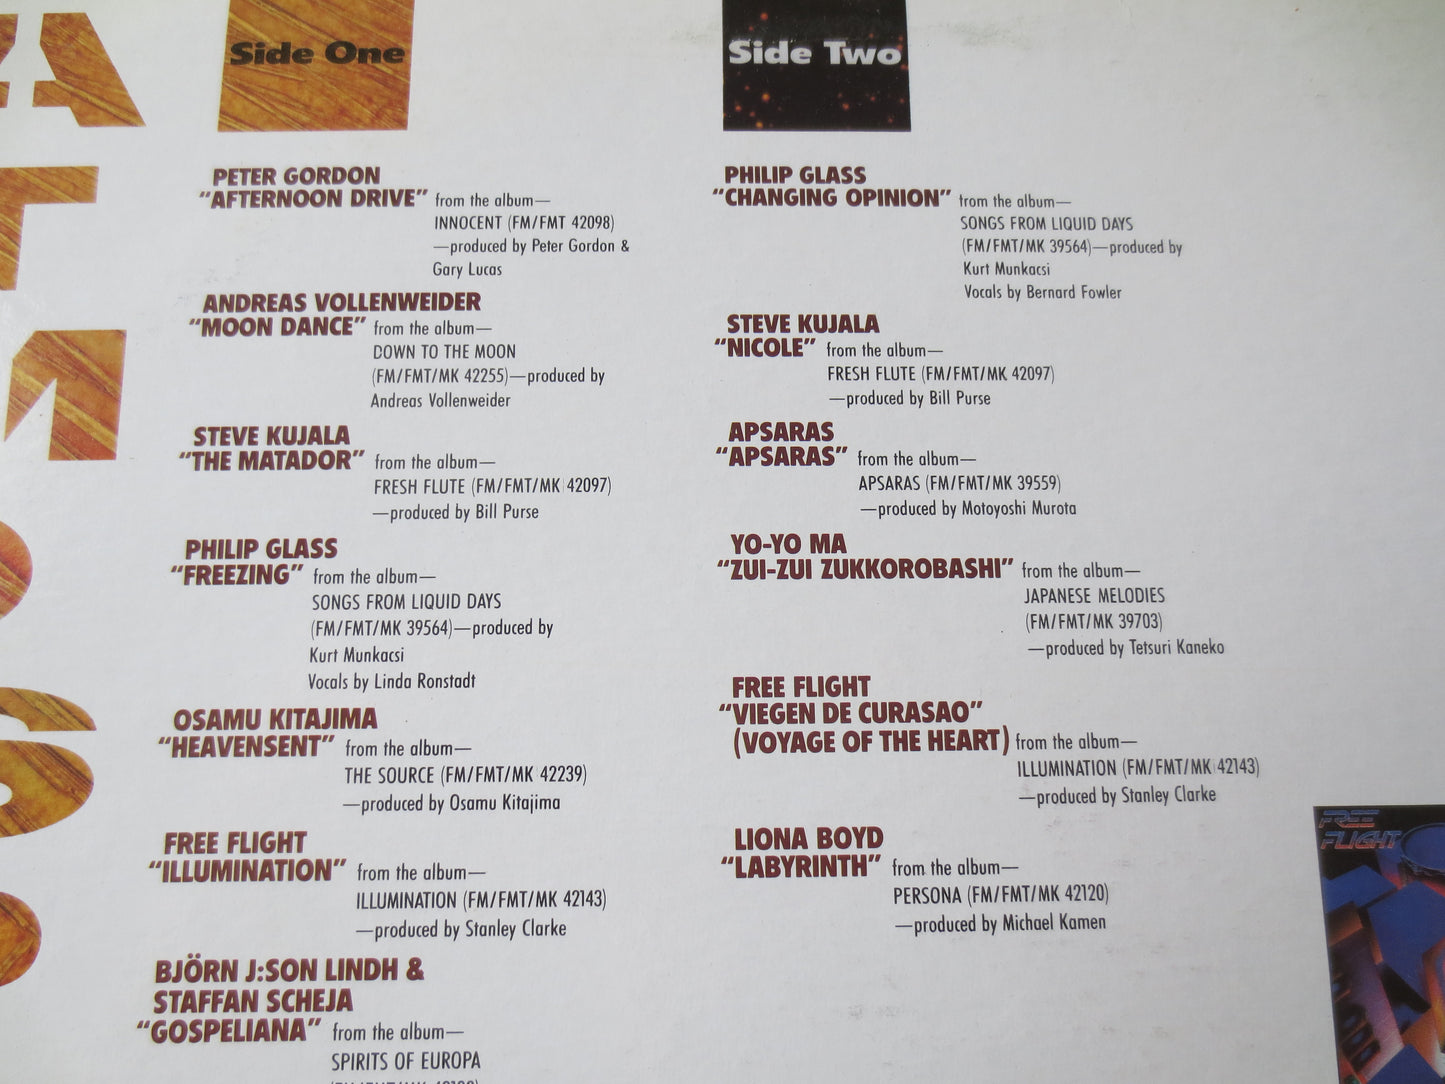 Side One
PETER GORDON
“AFTERNOON DRIVE” from the album—
INNOCENT (FM/FMT 42098)
—produced by Peter Gordon &
Gary Lucas
ANDREAS VOLLENWEIDER
“MOON DANCE” from the album—
DOWN TO THE MOON
(FM/FMT/MK 42255)—produced by
Andreas Vollenweider
STEVE KUJALA
“THE MATADOR” from the album—
FRESH FLUTE (FM/FMT/MK 42097)
—produced by Bill Purse
PHILIP GLASS
“FREEZING” from the album—
SONGS FROM LIQUID DAYS
(FM/FMT/MK 39564)—produced by
Kurt Munkacsi
Vocals by Linda Ronstadt
OSAMU KITAJIMA
“HEAVENSENT” from the album—
THE SOURCE (FM/FMT/MK 42239)
—produced by Osamu Kitajima
FREE FLIGHT
“ILLUMINATION” from the album—
ILLUMINATION (FM/FMT/MK 42143)
—produced by Stanley Clarke
BJÖRN J:SON LINDH &
STAFFAN SCHEJA
“GOSPELIANA” from the album—
SPIRITS OF EUROPA
Side Two
PHILIP GLASS
“CHANGING OPINION” from the album—
SONGS FROM LIQUID DAYS
(FM/FMT/MK 39564)—produced by
Kurt Munkacsi
Vocals by Bernard Fowler
STEVE KUJALA
“NICOLE” from the album—
FRESH FLUTE (FM/FMT/MK 42097)
—produced by Bill Purse
APSARAS
“APSARAS” from the album—
APSARAS (FM/FMT/MK 39559)
—produced by Motoyoshi Murota
YO-YO MA
“ZUI-ZUI ZUKKOROBASHI” from the album—
JAPANESE MELODIES
(FM/FMT/MK 39703)
—produced by Tetsuri Kaneko
FREE FLIGHT
“VIEGEN DE CURASAO”
(VOYAGE OF THE HEART) from the album—
ILLUMINATION (FM/FMT/MK 42143)
—produced by Stanley Clarke
LIONA BOYD
“LABYRINTH” from the album—
PERSONA (FM/FMT/MK 42120)
—produced by Michael Kamen
FREE
FLIGHT